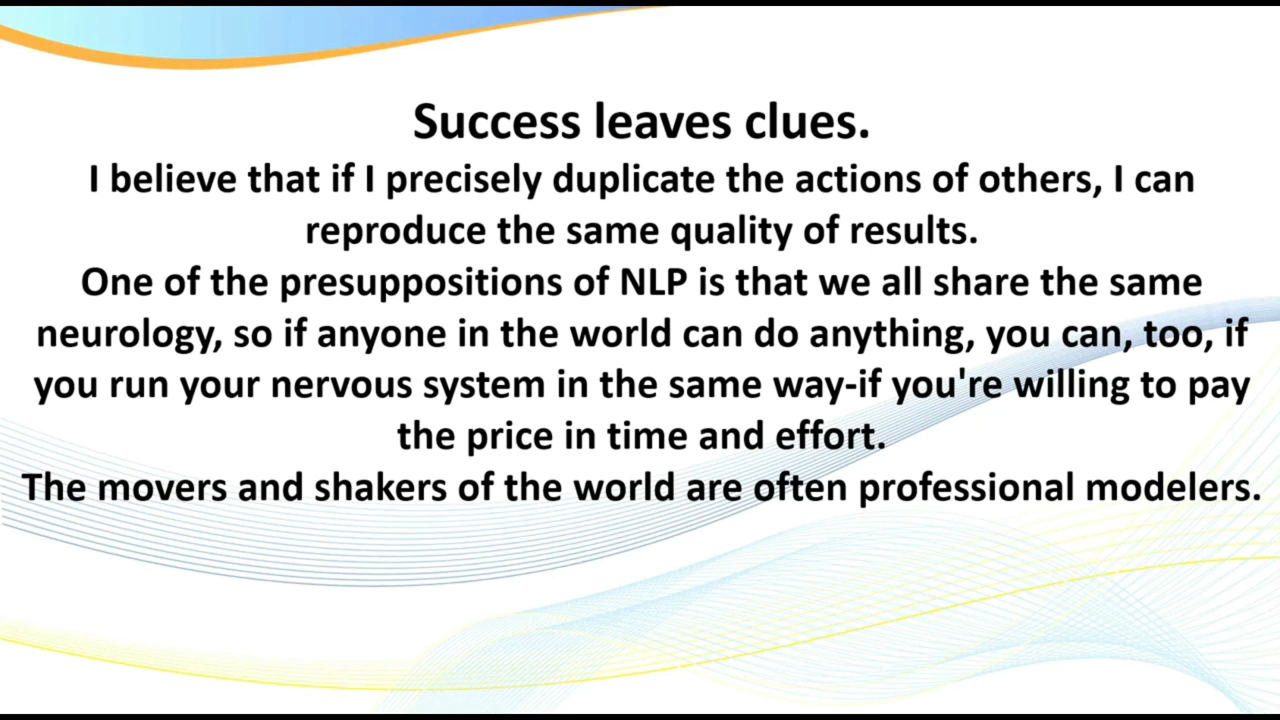 Success leaves clues.
I believe that if I precisely duplicate the actions of others, I can
reproduce the same quality of results.
One of the presuppositions of NLP is that we all share the same
neurology, so if anyone in the world can do anything, you can, too, if
you run your nervous system in the same way-if you're willing to pay
the price in time and effort.
The movers and shakers of the world are often professional modelers.